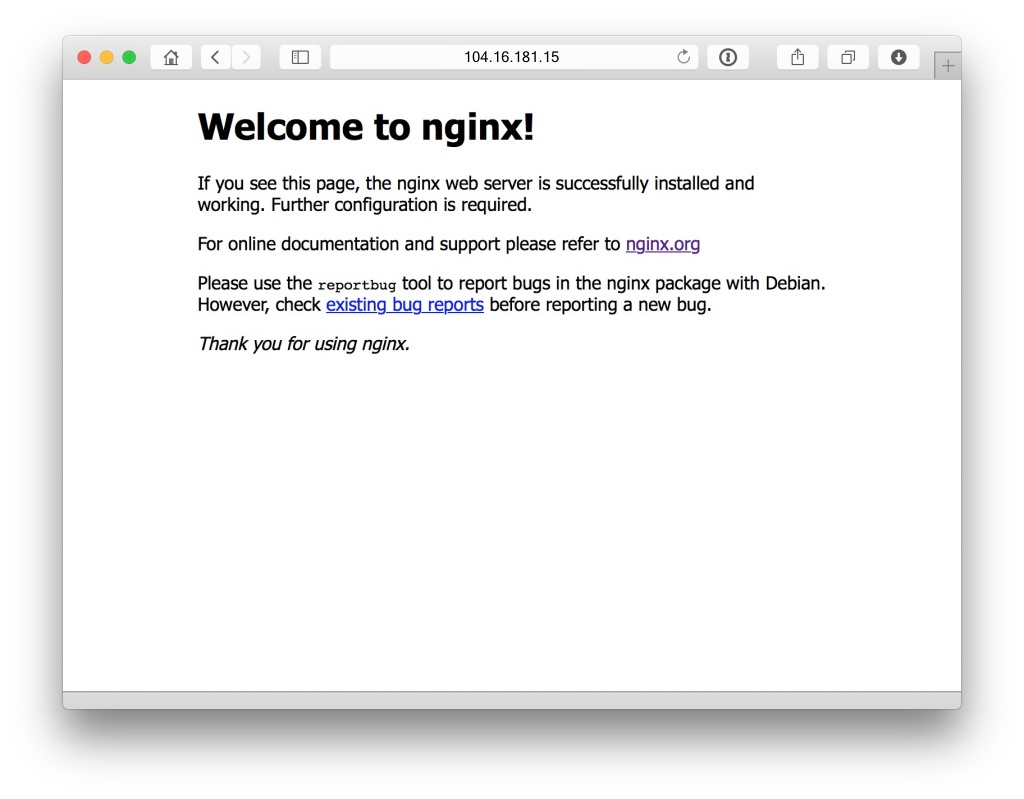 104.16.181.15
Welcome to nginx!
If you see this page, the nginx web server is successfully installed and
working. Further configuration is required.
For online documentation and support please refer to nginx.org
Please use the reportbug tool to report bugs in the nginx package with Debian.
However, check existing bug reports before reporting a new bug.
Thank you for using nginx.